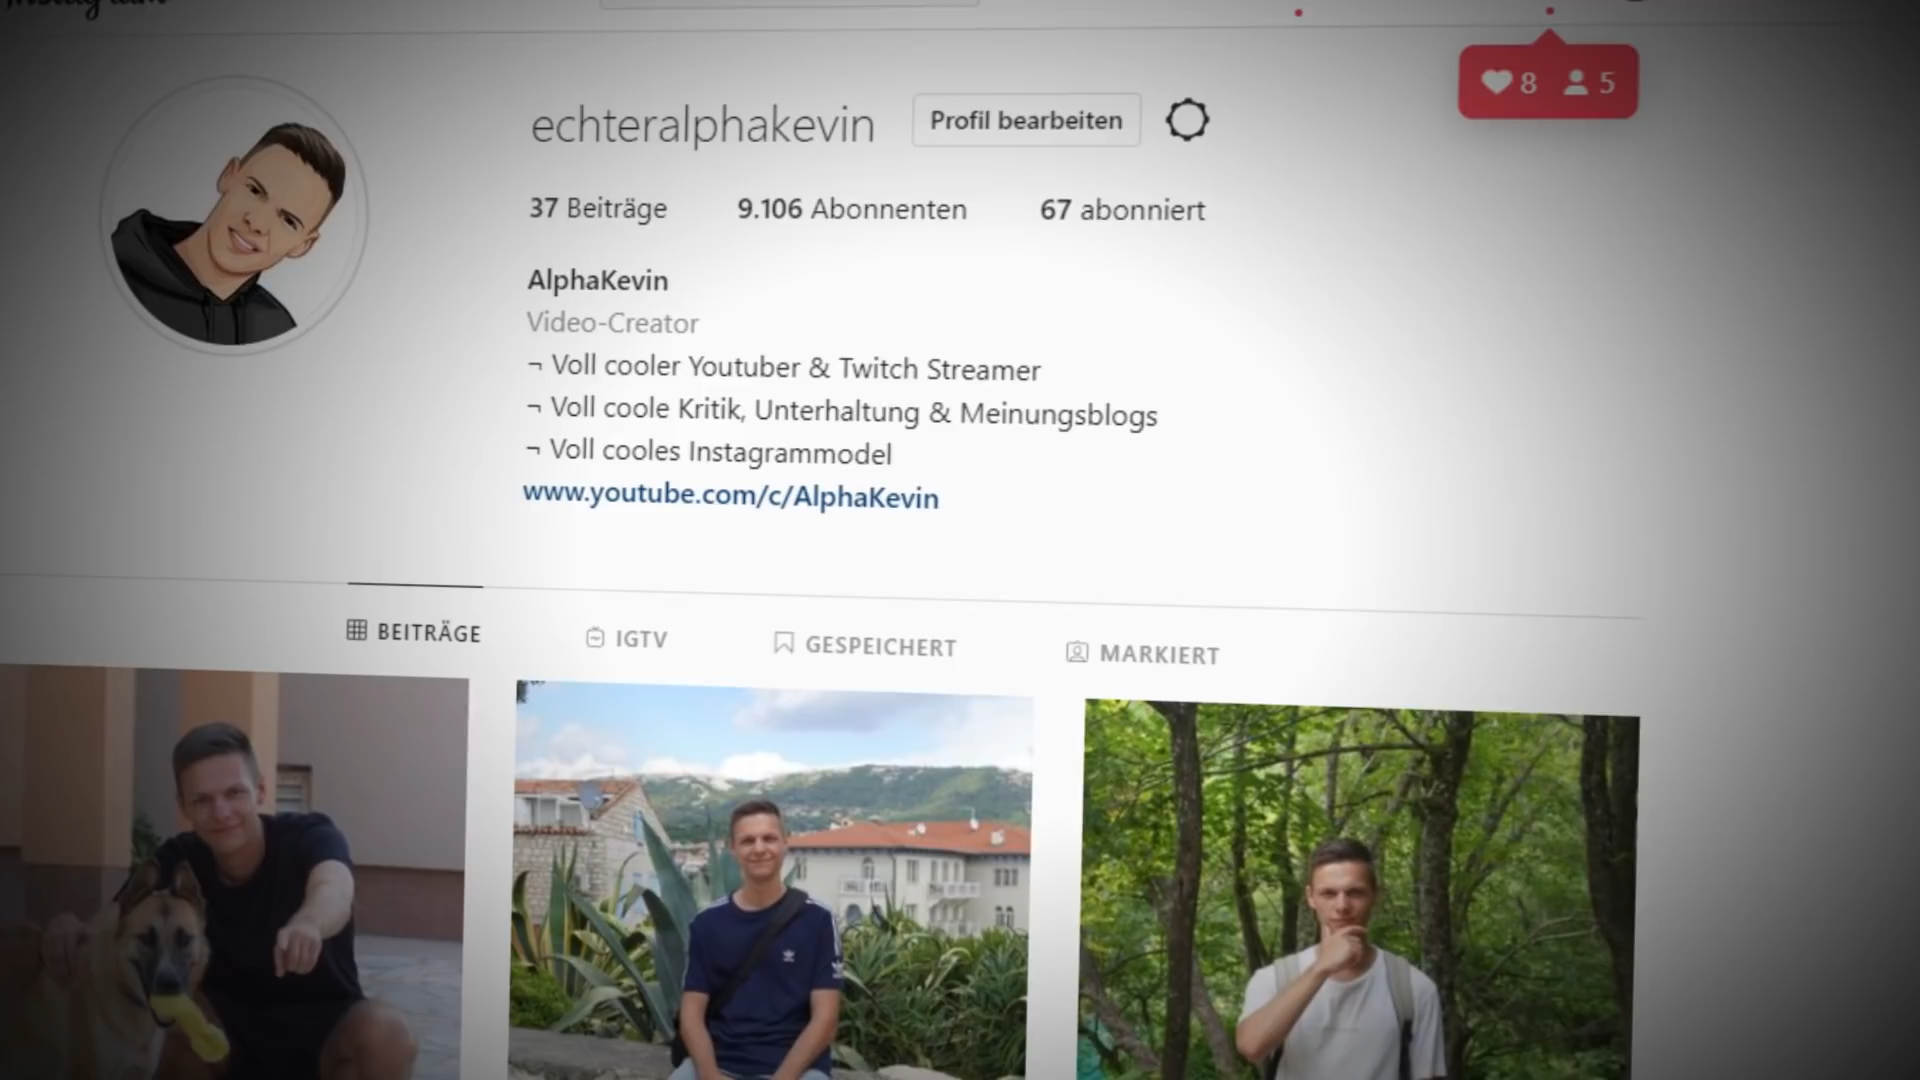 8 5
echteralphakevin Profil bearbeiten
37 Beiträge 9.106 Abonnenten 67 abonniert
AlphaKevin
Video-Creator
¬ Voll cooler Youtuber & Twitch Streamer
¬ Voll coole Kritik, Unterhaltung & Meinungsblogs
¬ Voll cooles Instagrammodel
www.youtube.com/c/AlphaKevin
BEITRÄGE IGTV GESPEICHERT MARKIERT